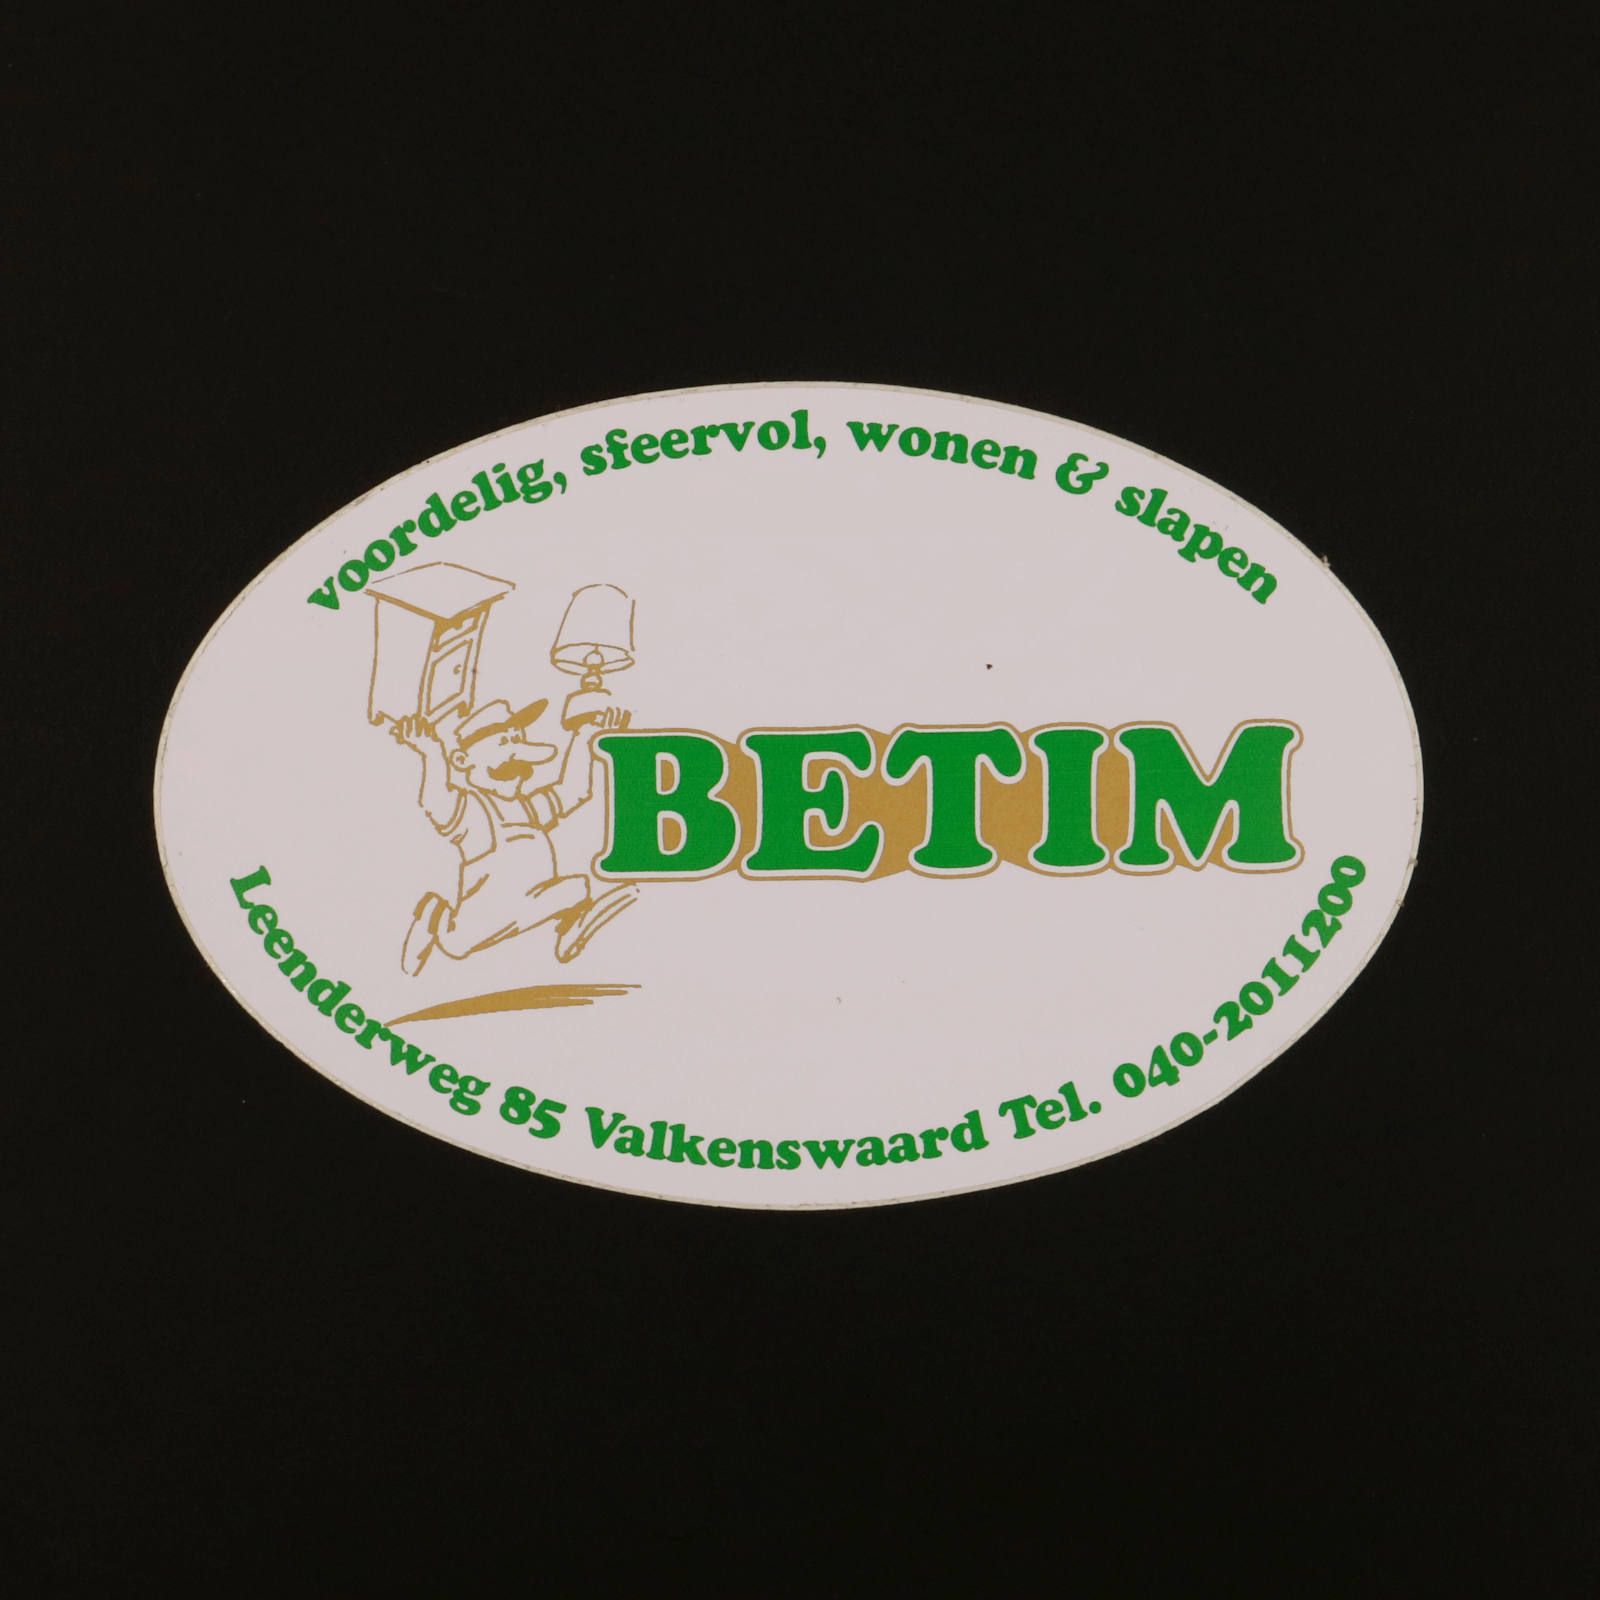 voordelig, sfeervol, wonen & slapen
BETIM
Leenderweg 85 Valkenswaard Tel. 040-2011200